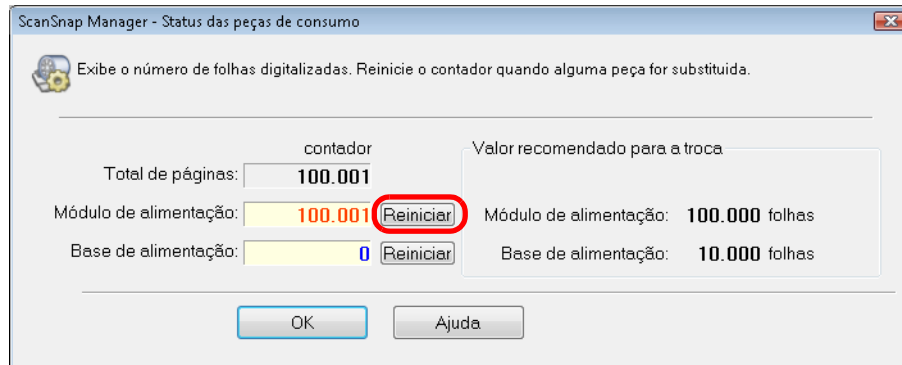 ScanSnap Manager - Status das peças de consumo
Exibe o número de folhas digitalizadas. Reinicie o contador quando alguma peça for substituida.
contador
Valor recomendado para a troca
Total de páginas: 100.001
Módulo de alimentação: 100.001 Reiniciar Módulo de alimentação: 100.000 folhas
Base de alimentação: 0 Reiniciar Base de alimentação: 10.000 folhas
OK Ajuda